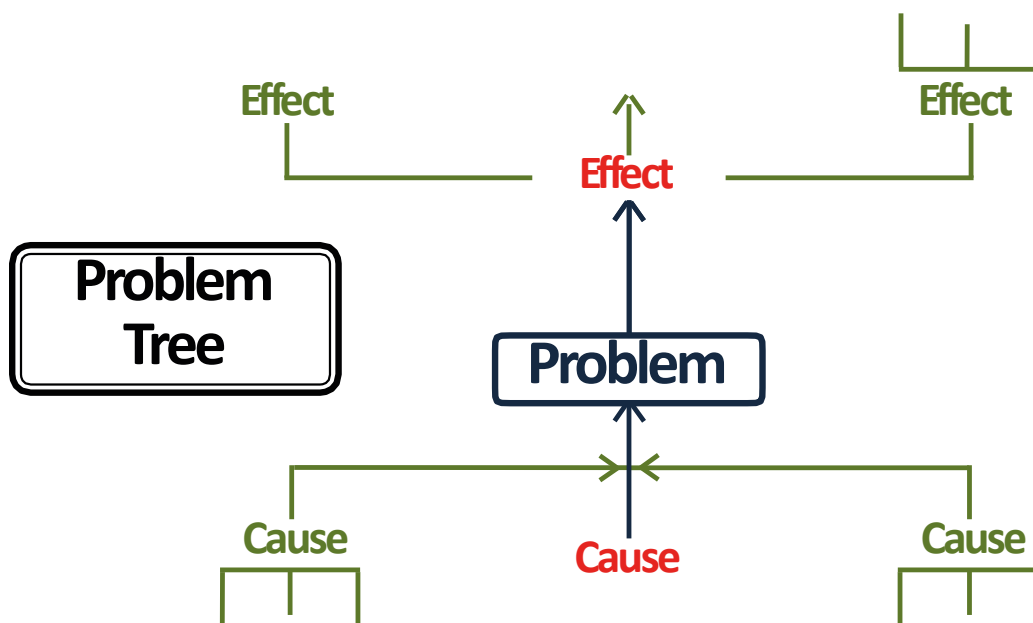 Effect
Effect
Effect
Problem
Tree
Problem
Cause
Cause
Cause